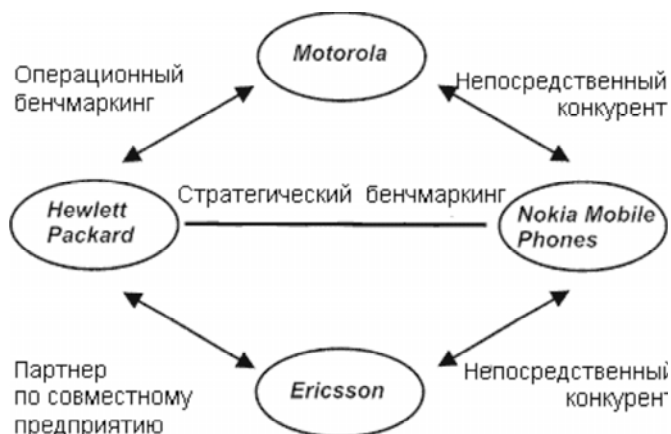 Motorola
Операционный
бенчмаркинг
Непосредственный
конкурент
Стратегический бенчмаркинг
Hewlett
Packard
Nokia Mobile
Phones
Партнер
по совместному
предприятию
Ericsson
Непосредственный
конкурент